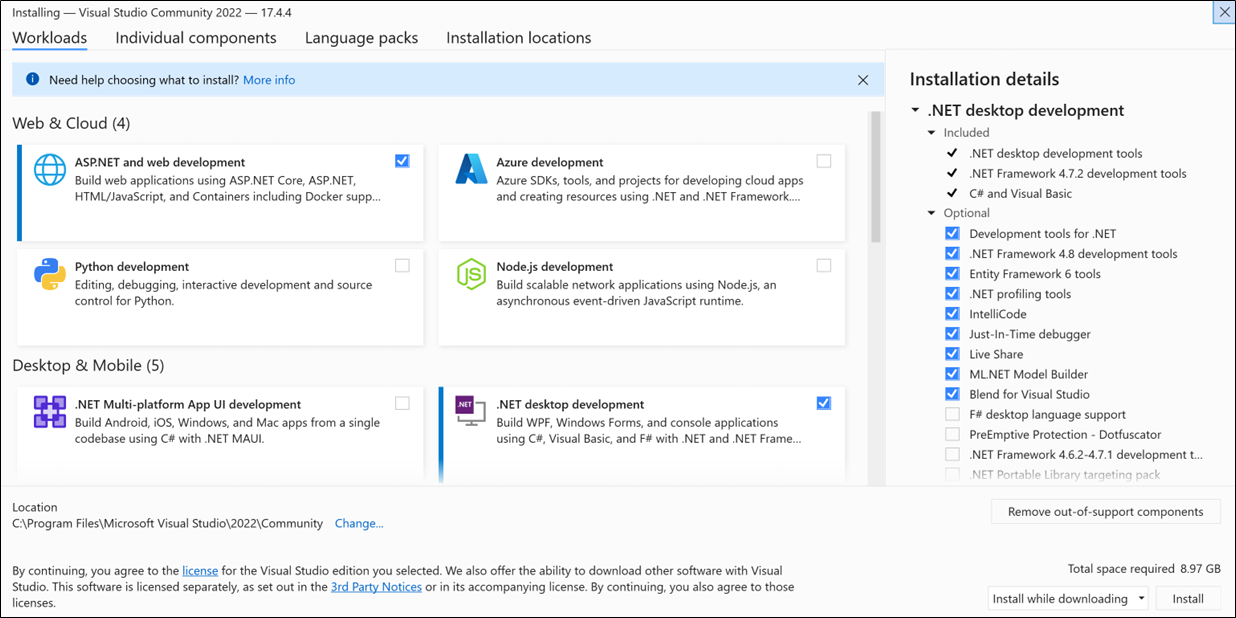 Installing — Visual Studio Community 2022 — 17.4.4
Workloads
Individual components
Language packs
Installation locations
Need help choosing what to install? More info
Web & Cloud (4)
ASP.NET and web development
Build web applications using ASP.NET Core, ASP.NET,
HTML/JavaScript, and Containers including Docker supp...
Azure development
Azure SDKs, tools, and projects for developing cloud apps
and creating resources using .NET and .NET Framework....
Python development
Editing, debugging, interactive development and source
control for Python.
JS
Node.js development
Build scalable network applications using Node.js, an
asynchronous event-driven JavaScript runtime.
Desktop & Mobile (5)
.NET Multi-platform App UI development
Build Android, iOS, Windows, and Mac apps from a single
codebase using C# with .NET MAUI.
.NET
.NET desktop development
Build WPF, Windows Forms, and console applications
using C#, Visual Basic, and F# with .NET and .NET Frame...
Installation details
.NET desktop development
Included
.NET desktop development tools
.NET Framework 4.7.2 development tools
C# and Visual Basic
Optional
Development tools for .NET
.NET Framework 4.8 development tools
Entity Framework 6 tools
.NET profiling tools
IntelliCode
Just-In-Time debugger
Live Share
ML.NET Model Builder
Blend for Visual Studio
F# desktop language support
PreEmptive Protection - Dotfuscator
.NET Framework 4.6.2-4.7.1 development t...
.NET Portable Library targeting pack
Location
C:\Program Files\Microsoft Visual Studio\2022\Community Change...
Remove out-of-support components
By continuing, you agree to the license for the Visual Studio edition you selected. We also offer the ability to download other software with Visual
Studio. This software is licensed separately, as set out in the 3rd Party Notices or in its accompanying license. By continuing, you also agree to those
licenses.
Total space required 8.97 GB
Install while downloading
Install